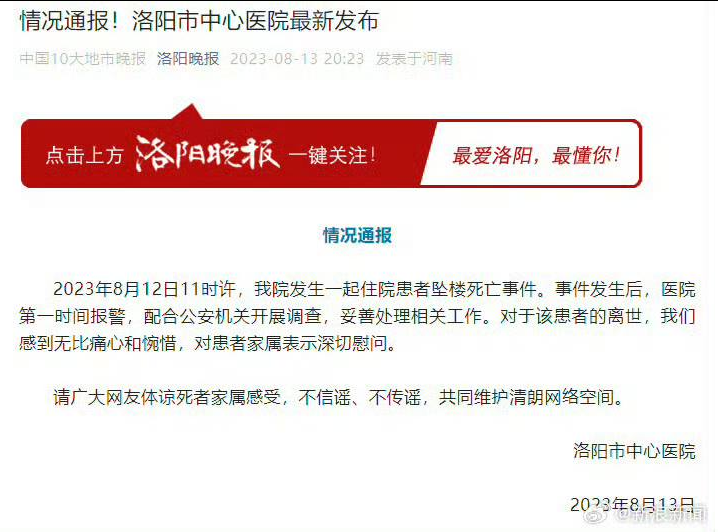 情况通报！洛阳市中心医院最新发布
中国10大地市晚报 洛阳晚报 2023-08-13 20:23 发表于河南
点击上方 洛阳晚报 一键关注！ 最爱洛阳，最懂你！
情况通报
2023年8月12日11时许，我院发生一起住院患者坠楼死亡事件。事件发生后，医院
第一时间报警，配合公安机关开展调查，妥善处理相关工作。对于该患者的离世，我们
感到无比痛心和惋惜，对患者家属表示深切慰问。
请广大网友体谅死者家属感受，不信谣、不传谣，共同维护清朗网络空间。
洛阳市中心医院
2023年8月13日
@新浪新闻